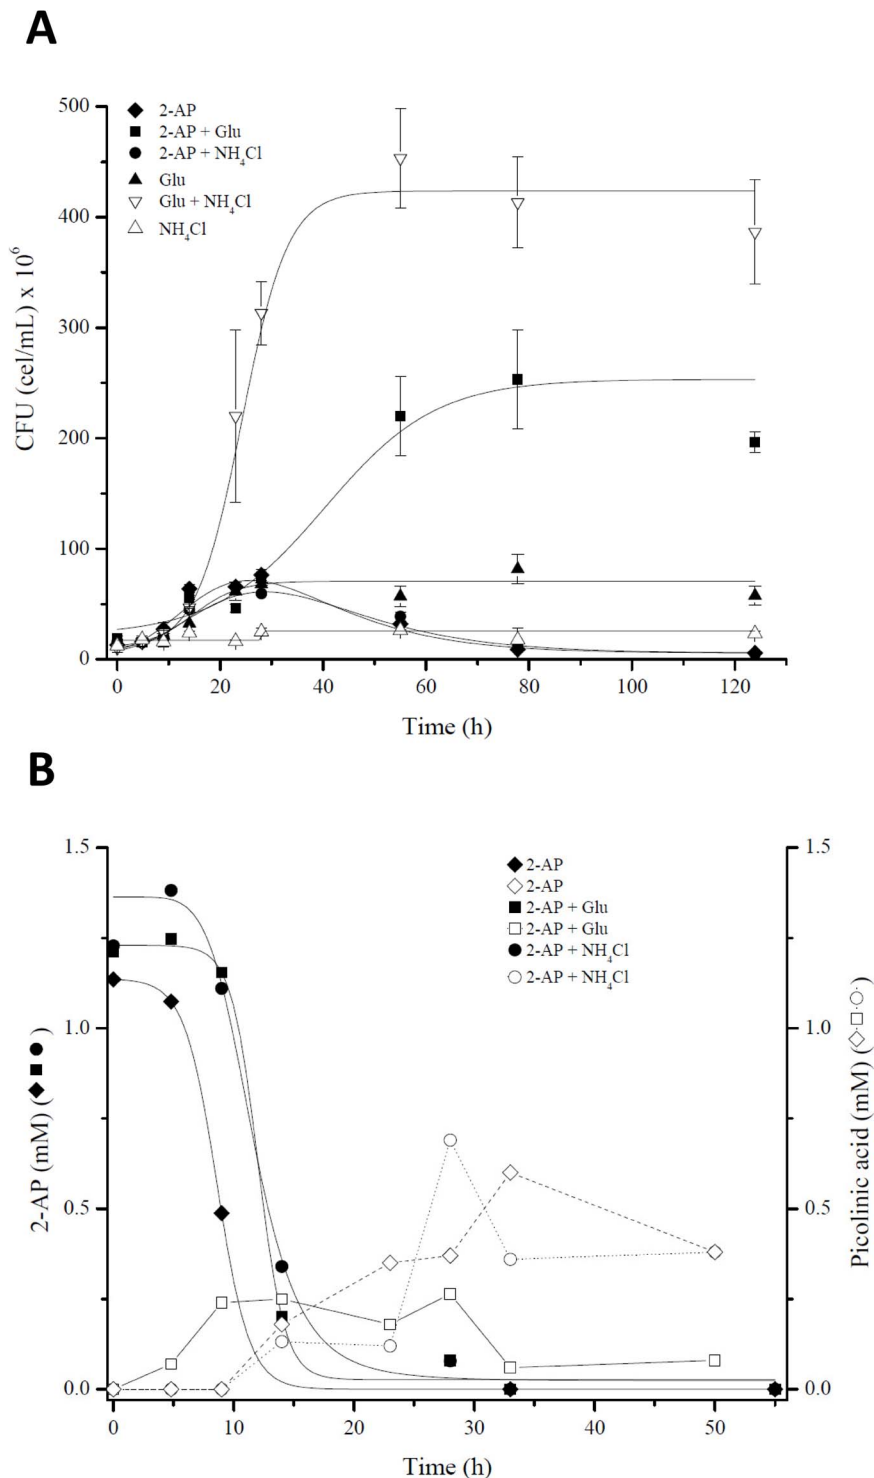 A
500
400
300
200
100
0
CFU (cel/mL) x 10⁶
2-AP
2-AP + Glu
2-AP + NH₄Cl
Glu
Glu + NH₄Cl
NH₄Cl
0 20 40 60 80 100 120
Time (h)
B
1.5
1.0
0.5
0.0
2-AP (mM) (◆■●)
2-AP
2-AP
2-AP + Glu
2-AP + Glu
2-AP + NH₄Cl
2-AP + NH₄Cl
1.5
1.0
0.5
0.0
Picolinic acid (mM) (◇□○)
0 10 20 30 40 50
Time (h)